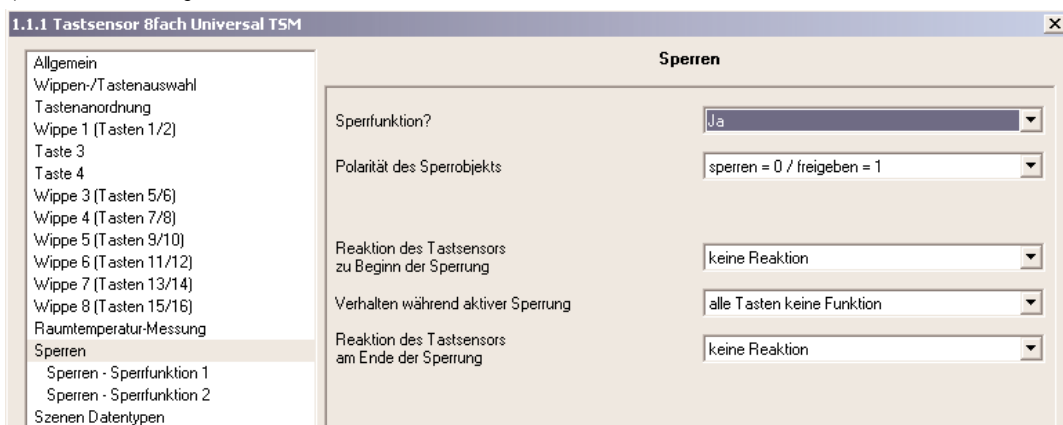 1.1.1 Tastsensor 8fach Universal TSM
Allgemein
Wippen-/Tastenauswahl
Tastenanordnung
Wippe 1 (Tasten 1/2)
Taste 3
Taste 4
Wippe 3 (Tasten 5/6)
Wippe 4 (Tasten 7/8)
Wippe 5 (Tasten 9/10)
Wippe 6 (Tasten 11/12)
Wippe 7 (Tasten 13/14)
Wippe 8 (Tasten 15/16)
Raumtemperatur-Messung
Sperren
Sperren - Sperrfunktion 1
Sperren - Sperrfunktion 2
Szenen Datentypen
Sperren
Sperrfunktion?
Ja
Polarität des Sperrobjekts
sperren = 0 / freigeben = 1
Reaktion des Tastsensors
zu Beginn der Sperrung
keine Reaktion
Verhalten während aktiver Sperrung
alle Tasten keine Funktion
Reaktion des Tastsensors
am Ende der Sperrung
keine Reaktion